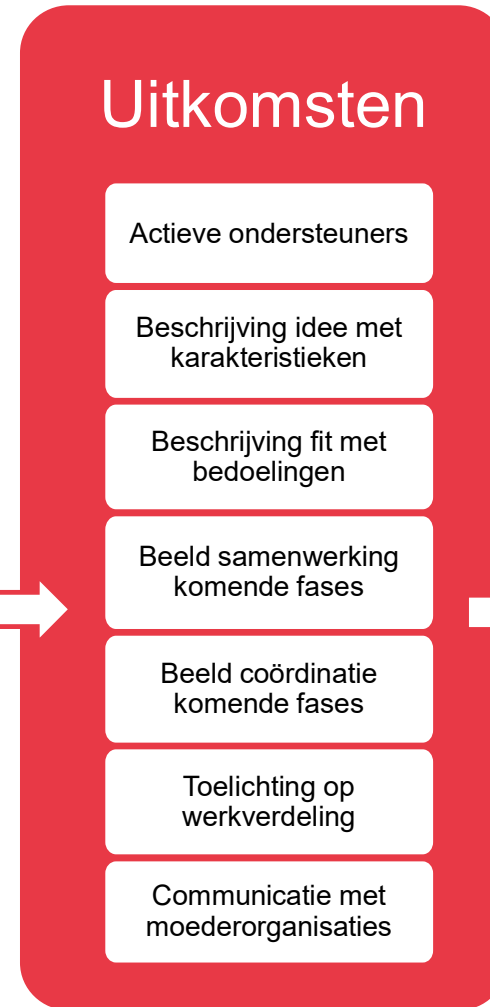 Uitkomsten
Actieve ondersteuners
Beschrijving idee met
karakteristieken
Beschrijving fit met
bedoelingen
Beeld samenwerking
komende fases
Beeld coördinatie
komende fases
Toelichting op
werkverdeling
Communicatie met
moederorganisaties